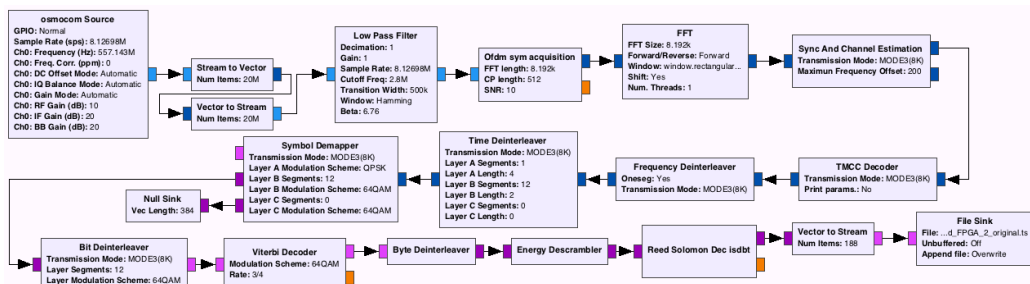 osmocom Source
GPIO: Normal
Sample Rate (sps): 8.12698M
Ch0: Frequency (Hz): 557.143M
Ch0: Freq. Corr. (ppm): 0
Ch0: DC Offset Mode: Automatic
Ch0: IQ Balance Mode: Automatic
Ch0: Gain Mode: Automatic
Ch0: RF Gain (dB): 10
Ch0: IF Gain (dB): 20
Ch0: BB Gain (dB): 20
Stream to Vector
Num Items: 20M
Vector to Stream
Num Items: 20M
Low Pass Filter
Decimation: 1
Gain: 1
Sample Rate: 8.12698M
Cutoff Freq: 2.8M
Transition Width: 500k
Window: Hamming
Beta: 6.76
Ofdm sym acquisition
FFT length: 8.192k
CP length: 512
SNR: 10
FFT
FFT Size: 8.192k
Forward/Reverse: Forward
Window: window.rectangular...
Shift: Yes
Num. Threads: 1
Sync And Channel Estimation
Transmission Mode: MODE3(8K)
Maximun Frequency Offset: 200
TMCC Decoder
Transmission Mode: MODE3(8K)
Print params.: No
Frequency Deinterleaver
Oneseg: Yes
Transmission Mode: MODE3(8K)
Time Deinterleaver
Transmission Mode: MODE3(8K)
Layer A Segments: 1
Layer A Length: 4
Layer B Segments: 12
Layer B Length: 2
Layer C Segments: 0
Layer C Length: 0
Symbol Demapper
Transmission Mode: MODE3(8K)
Layer A Modulation Scheme: QPSK
Layer B Segments: 12
Layer B Modulation Scheme: 64QAM
Layer C Segments: 0
Layer C Modulation Scheme: 64QAM
Null Sink
Vec Length: 384
Bit Deinterleaver
Transmission Mode: MODE3(8K)
Layer Segments: 12
Layer Modulation Scheme: 64QAM
Viterbi Decoder
Modulation Scheme: 64QAM
Rate: 3/4
Byte Deinterleaver
Energy Descrambler
Reed Solomon Dec isdbt
Vector to Stream
Num Items: 188
File Sink
File: ...d_FPGA_2_original.ts
Unbuffered: Off
Append file: Overwrite